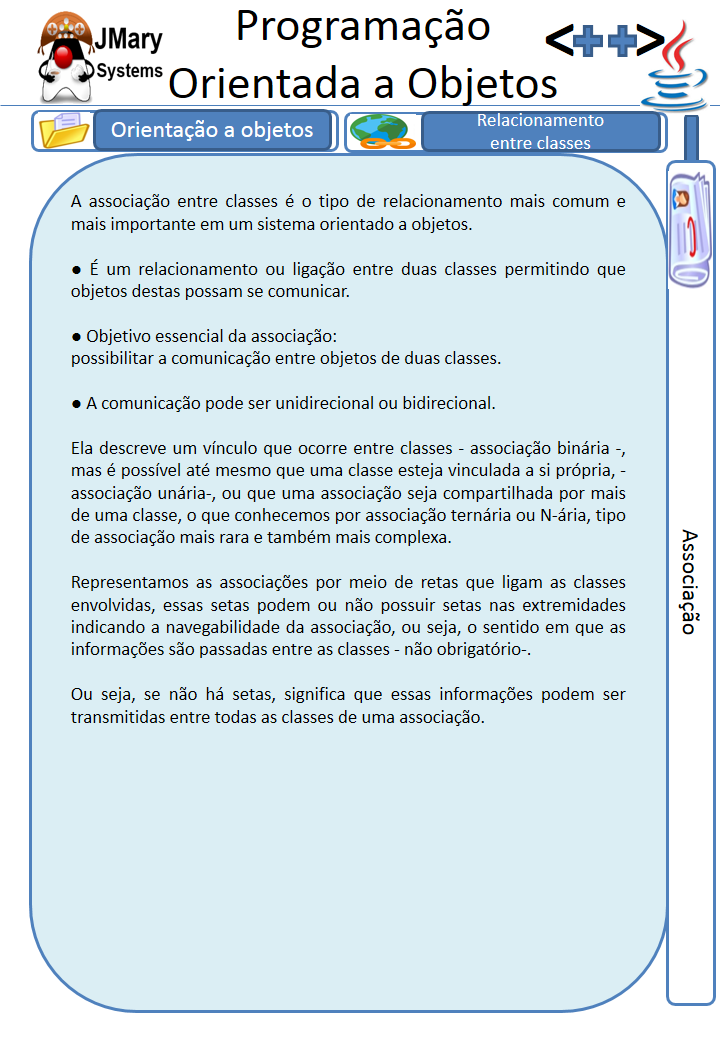 JMary
Systems
Programação
Orientada a Objetos
<++>
Orientação a objetos
Relacionamento
entre classes
A associação entre classes é o tipo de relacionamento mais comum e
mais importante em um sistema orientado a objetos.
● É um relacionamento ou ligação entre duas classes permitindo que
objetos destas possam se comunicar.
● Objetivo essencial da associação:
possibilitar a comunicação entre objetos de duas classes.
● A comunicação pode ser unidirecional ou bidirecional.
Ela descreve um vínculo que ocorre entre classes - associação binária -,
mas é possível até mesmo que uma classe esteja vinculada a si própria, -
associação unária-, ou que uma associação seja compartilhada por mais
de uma classe, o que conhecemos por associação ternária ou N-ária, tipo
de associação mais rara e também mais complexa.
Representamos as associações por meio de retas que ligam as classes
envolvidas, essas setas podem ou não possuir setas nas extremidades
indicando a navegabilidade da associação, ou seja, o sentido em que as
informações são passadas entre as classes - não obrigatório-.
Ou seja, se não há setas, significa que essas informações podem ser
transmitidas entre todas as classes de uma associação.
Associação